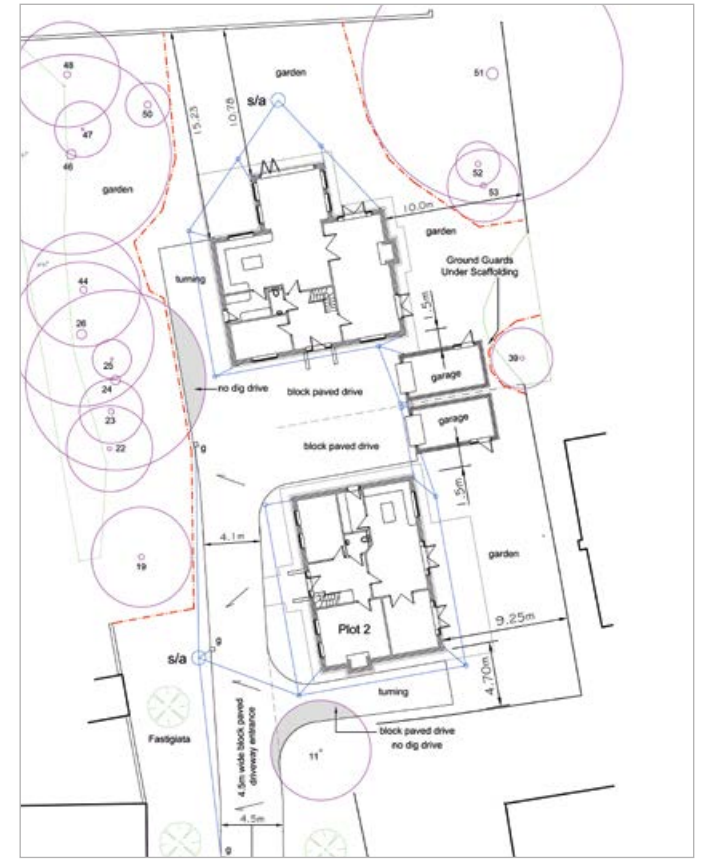 48
51
garden
s/a
50
15.23
10.78
47
46
52
53
garden
10.0m
garden
Ground Guards
Under Scaffolding
turning
44
1.5m
26
39
25
garage
24
no dig drive
block paved drive
23
garage
22
g
block paved drive
1.5m
4.1m
19
garden
9.25m
Plot 2
g
s/a
4.70m
turning
Fastigiata
4.5m wide block paved
driveway entrance
block paved drive
no dig drive
11
4.5m
g